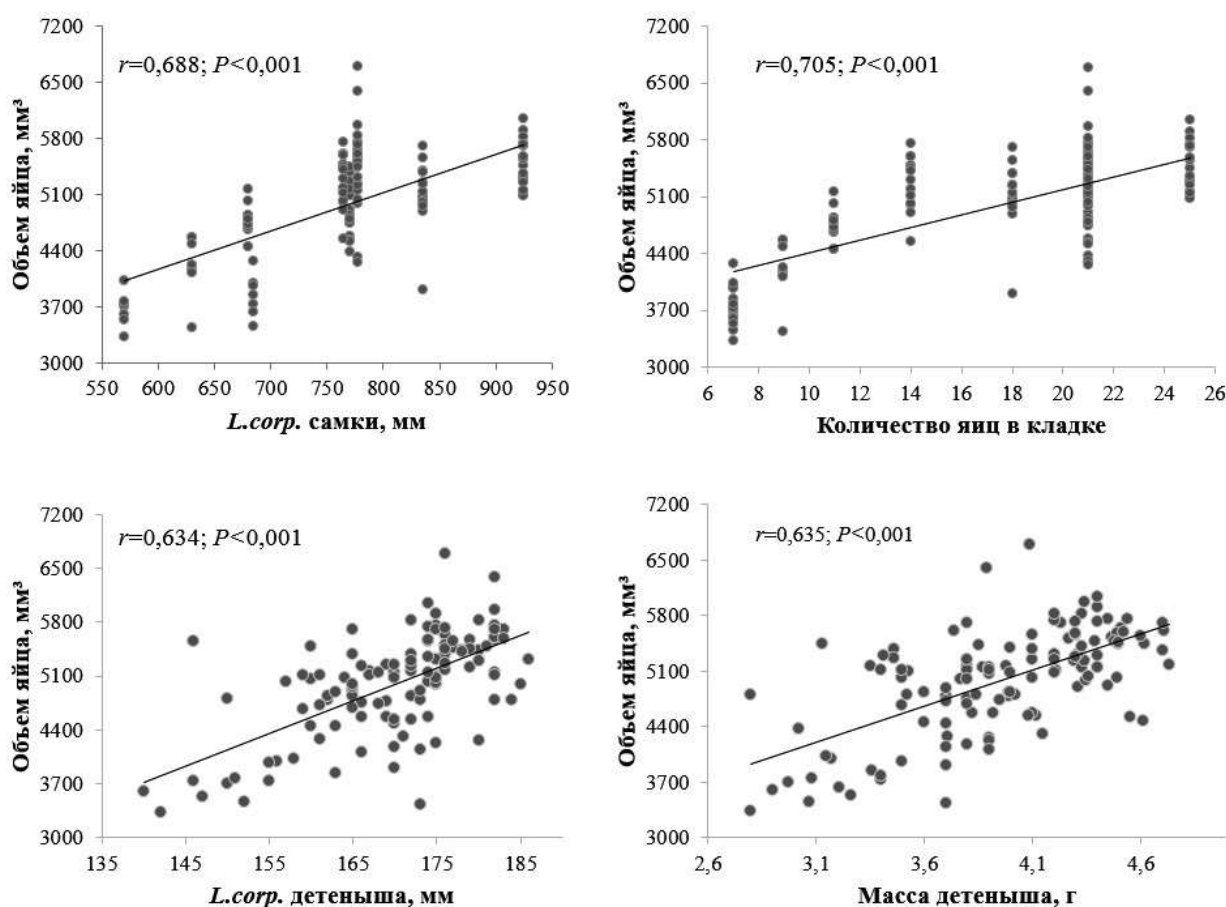 7200
6500
5800
5100
4400
3700
3000
Объем яйца, мм³
r=0,688; P<0,001
550 600 650 700 750 800 850 900 950
L.corp. самки, мм
7200
6500
5800
5100
4400
3700
3000
Объем яйца, мм³
r=0,705; P<0,001
6 8 10 12 14 16 18 20 22 24 26
Количество яиц в кладке
7200
6500
5800
5100
4400
3700
3000
Объем яйца, мм³
r=0,634; P<0,001
135 145 155 165 175 185
L.corp. детеныша, мм
7200
6500
5800
5100
4400
3700
3000
Объем яйца, мм³
r=0,635; P<0,001
2,6 3,1 3,6 4,1 4,6
Масса детеныша, г